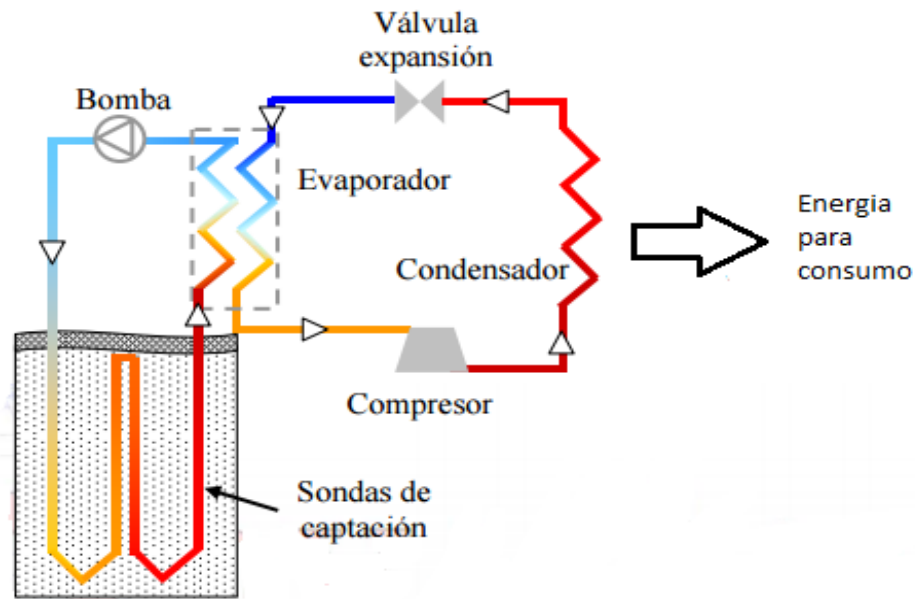 Válvula
expansión
Bomba
Evaporador
Energia
para
consumo
Condensador
Compresor
Sondas de
captación